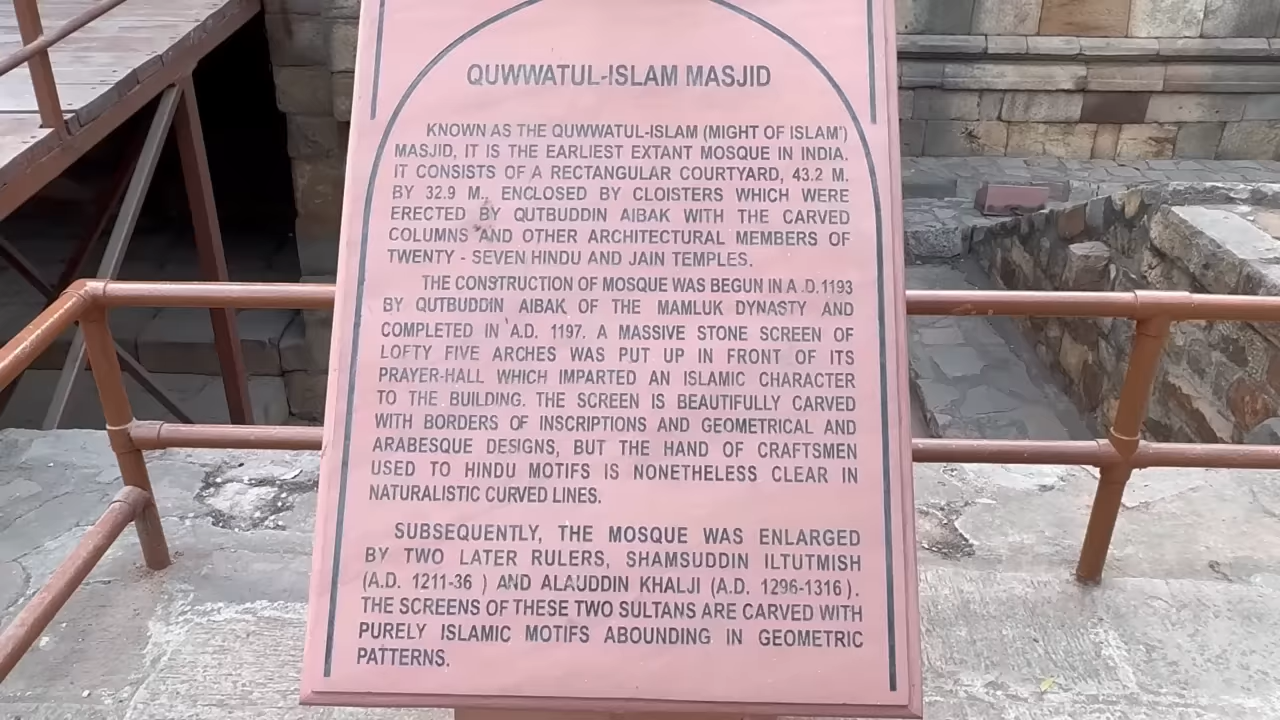 QUWWATUL-ISLAM MASJID
KNOWN AS THE QUWWATUL-ISLAM (MIGHT OF ISLAM')
MASJID, IT IS THE EARLIEST EXTANT MOSQUE IN INDIA.
IT CONSISTS OF A RECTANGULAR COURTYARD, 43.2 M.
BY 32.9 M., ENCLOSED BY CLOISTERS WHICH WERE
ERECTED BY QUTBUDDIN AIBAK WITH THE CARVED
COLUMNS AND OTHER ARCHITECTURAL MEMBERS OF
TWENTY - SEVEN HINDU AND JAIN TEMPLES.
THE CONSTRUCTION OF MOSQUE WAS BEGUN IN A .D.1193
BY QUTBUDDIN AIBAK OF THE MAMLUK DYNASTY AND
COMPLETED IN A.D. 1197. A MASSIVE STONE SCREEN OF
LOFTY FIVE ARCHES WAS PUT UP IN FRONT OF ITS
PRAYER-HALL WHICH IMPARTED AN ISLAMIC CHARACTER
TO THE BUILDING. THE SCREEN IS BEAUTIFULLY CARVED
WITH BORDERS OF INSCRIPTIONS AND GEOMETRICAL AND
ARABESQUE DESIGNS, BUT THE HAND OF CRAFTSMEN
USED TO HINDU MOTIFS IS NONETHELESS CLEAR IN
NATURALISTIC CURVED LINES.
SUBSEQUENTLY, THE MOSQUE WAS ENLARGED
BY TWO LATER RULERS, SHAMSUDDIN ILTUTMISH
(A.D. 1211-36 ) AND ALAUDDIN KHALJI (A.D. 1296-1316 ).
THE SCREENS OF THESE TWO SULTANS ARE CARVED WITH
PURELY ISLAMIC MOTIFS ABOUNDING IN GEOMETRIC
PATTERNS.